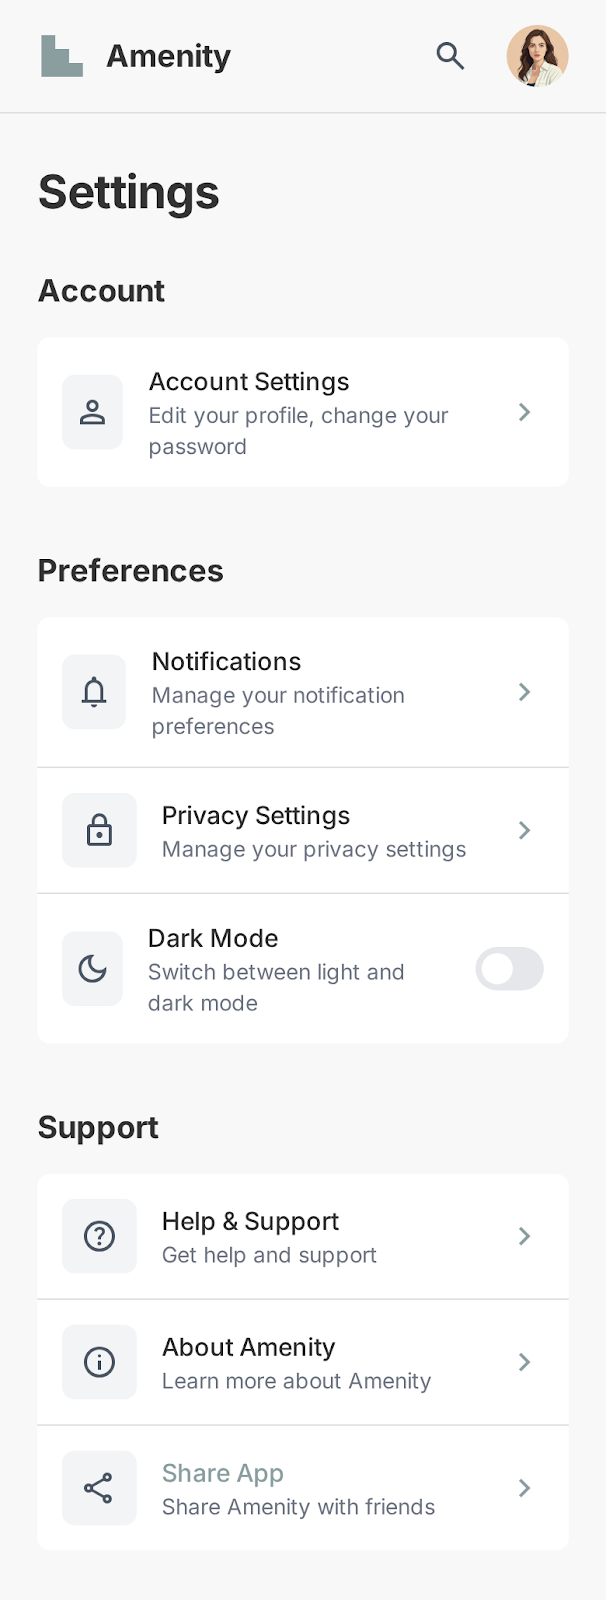 Amenity
Settings
Account
Account Settings
Edit your profile, change your
password
Preferences
Notifications
Manage your notification
preferences
Privacy Settings
Manage your privacy settings
Dark Mode
Switch between light and
dark mode
Support
Help & Support
Get help and support
About Amenity
Learn more about Amenity
Share App
Share Amenity with friends